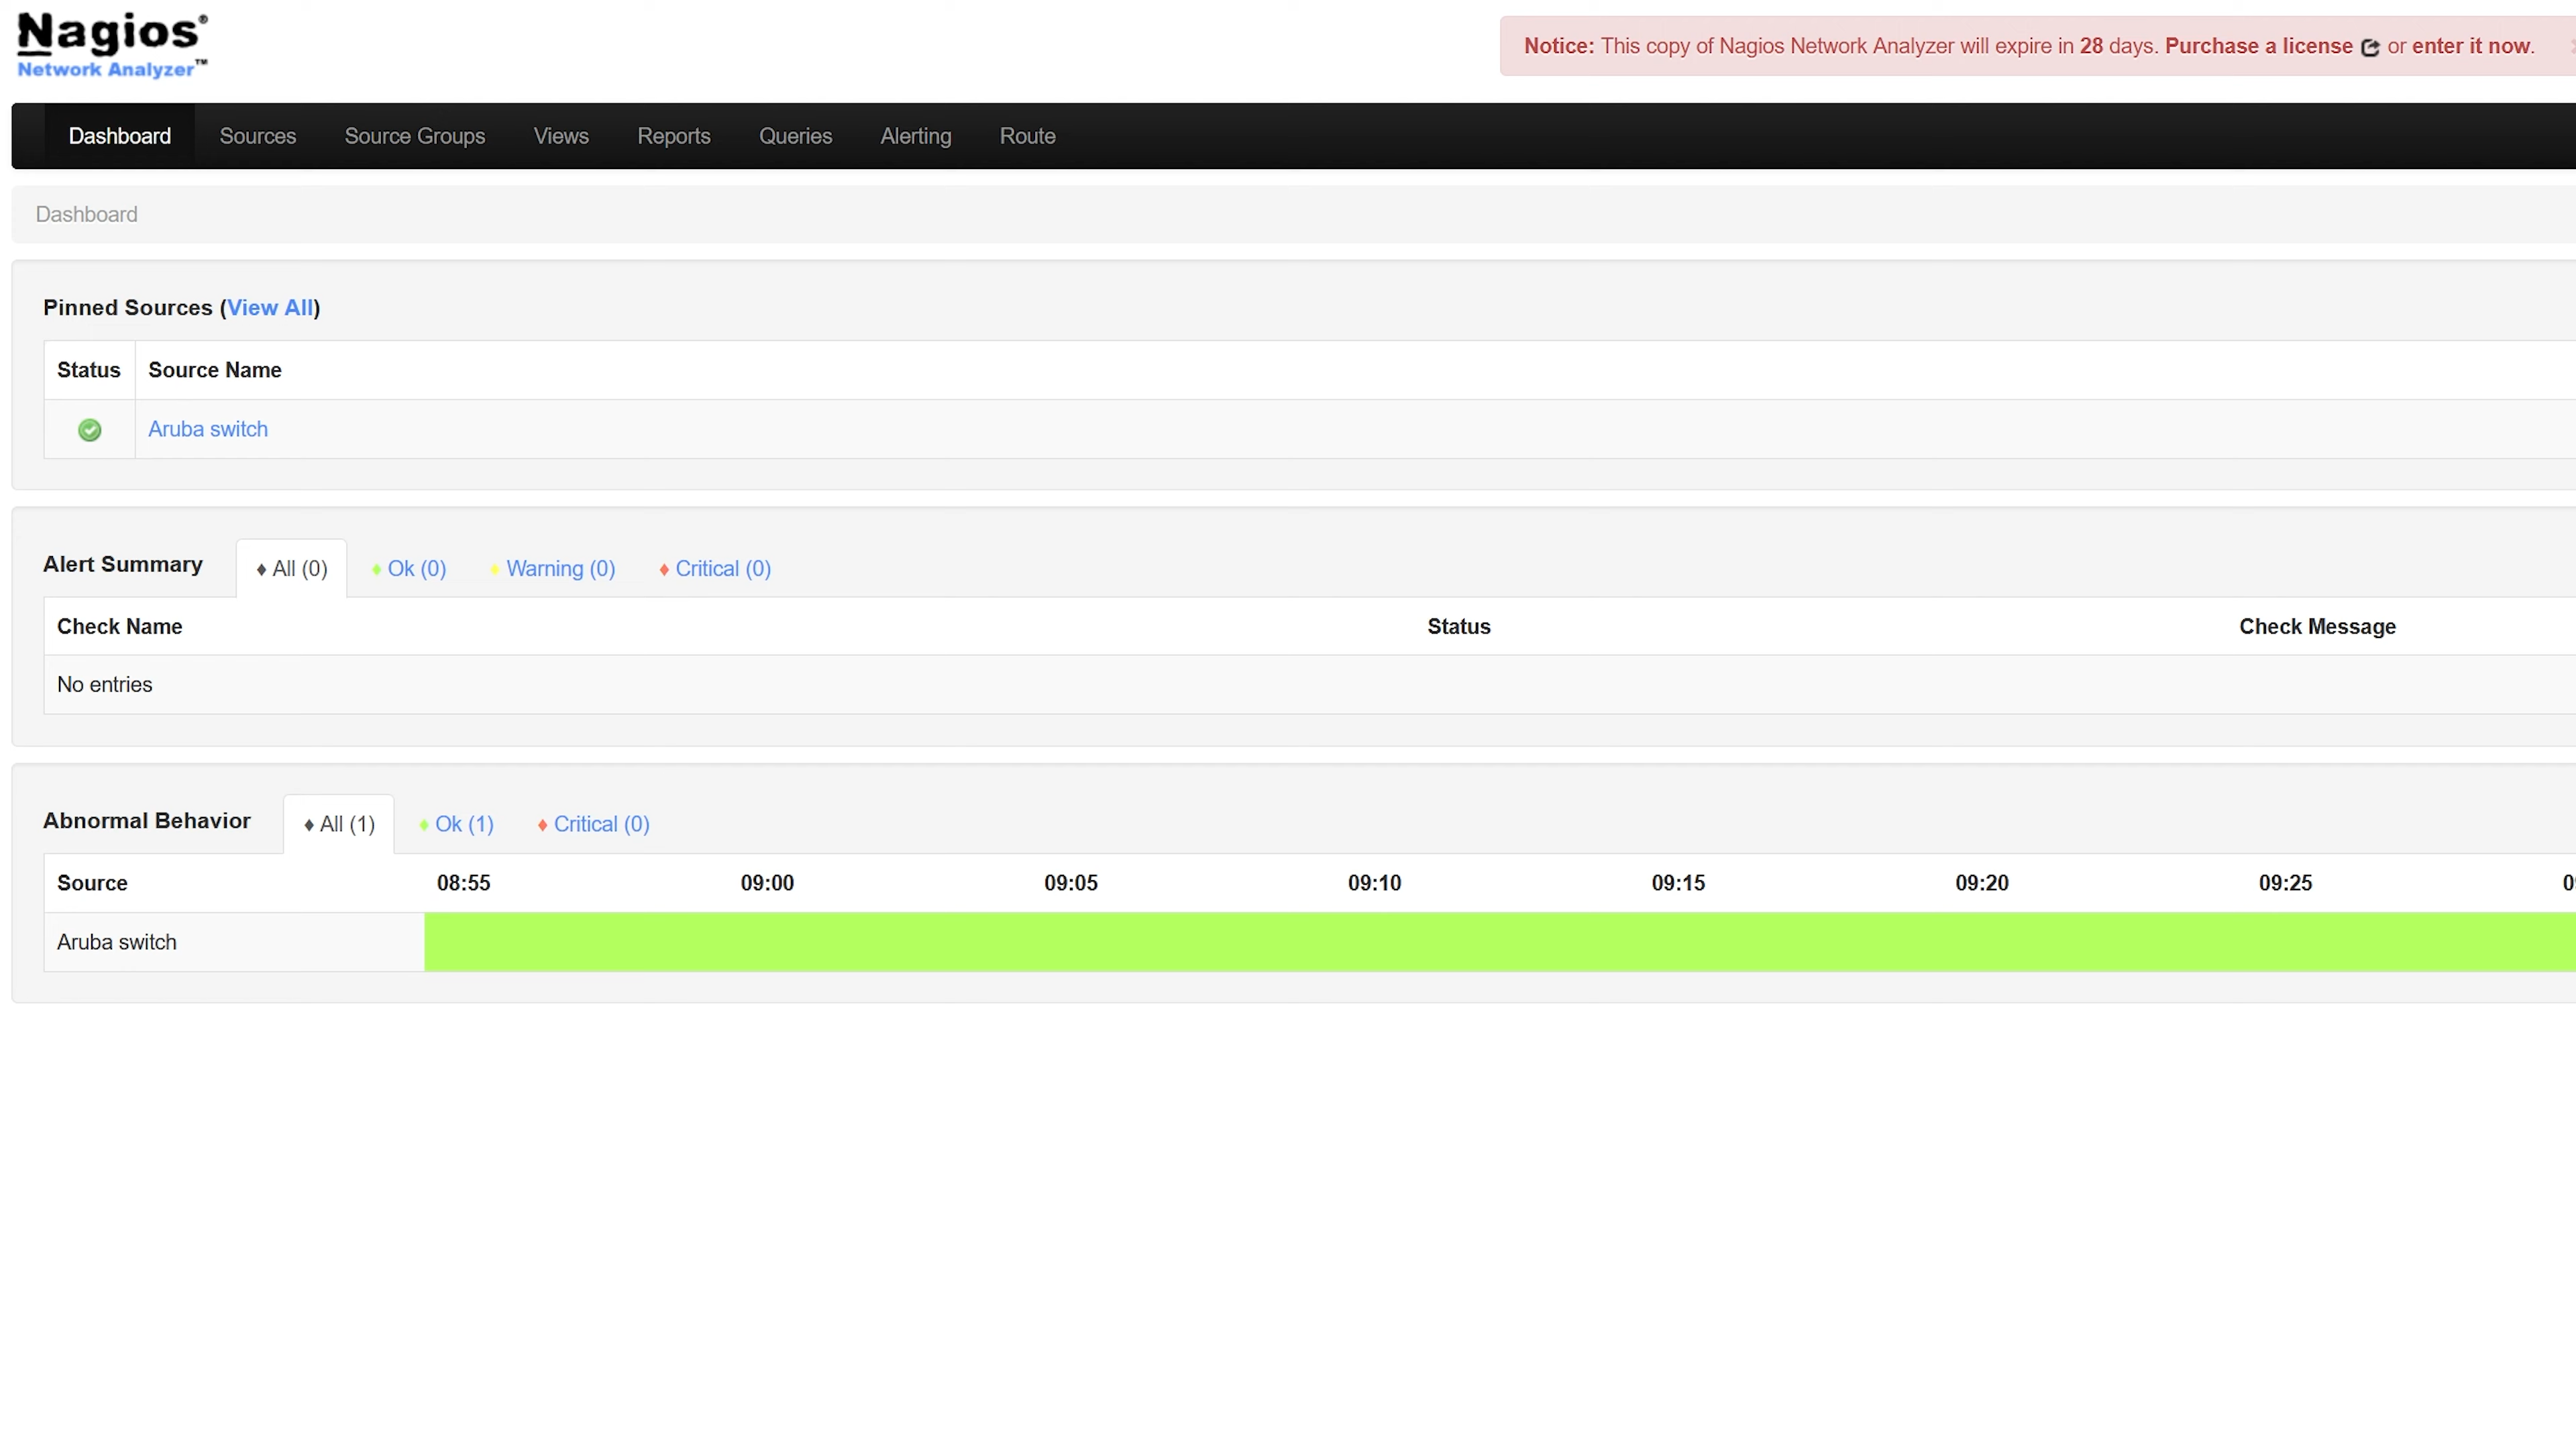 Nagios®
Network Analyzer™
Notice: This copy of Nagios Network Analyzer will expire in 28 days. Purchase a license or enter it now.
Dashboard Sources Source Groups Views Reports Queries Alerting Route
Dashboard
Pinned Sources (View All)
Status Source Name
Aruba switch
Alert Summary All (0) Ok (0) Warning (0) Critical (0)
Check Name Status Check Message
No entries
Abnormal Behavior All (1) Ok (1) Critical (0)
Source 08:55 09:00 09:05 09:10 09:15 09:20 09:25
Aruba switch